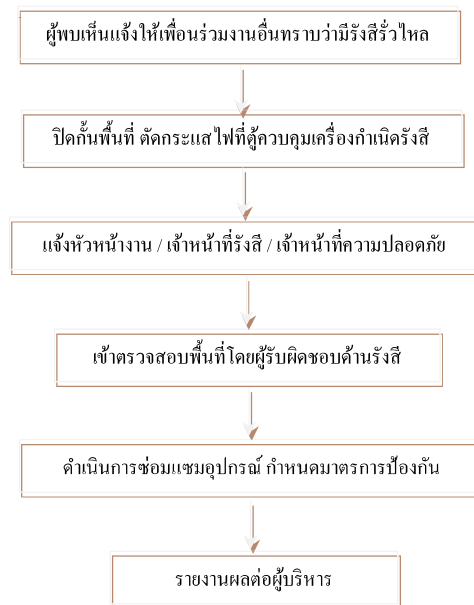 ผู้พบเห็นแจ้งให้เพื่อนร่วมงานอื่นทราบว่ามีรังสีรั่วไหล
ปิดกั้นพื้นที่ ตัดกระแสไฟที่ตู้ควบคุมเครื่องกำเนิดรังสี
แจ้งหัวหน้างาน / เจ้าหน้าที่รังสี / เจ้าหน้าที่ความปลอดภัย
เข้าตรวจสอบพื้นที่โดยผู้รับผิดชอบด้านรังสี
ดำเนินการซ่อมแซมอุปกรณ์ กำหนดมาตรการป้องกัน
รายงานผลต่อผู้บริหาร